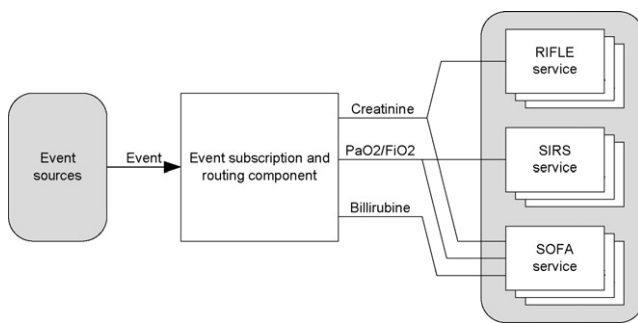 Event
sources
Event
Event subscription and
routing component
Creatinine
PaO2/FiO2
Billirubine
RIFLE
service
SIRS
service
SOFA
service